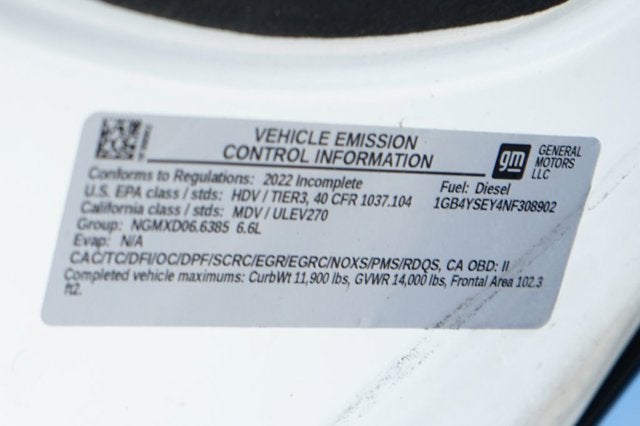 VEHICLE EMISSION
CONTROL INFORMATION
gm
GENERAL
MOTORS
LLC
Conforms to Regulations: 2022 Incomplete
Fuel: Diesel
U.S. EPA class / stds: HDV / TIER3, 40 CFR 1037.104
1GB4YSEY4NF308902
California class / stds: MDV / ULEV270
Group: NGMXD06.6385 6.6L
Evap: N/A
CAC/TC/DFI/OC/DPF/SCRC/EGR/EGRC/NOXS/PMS/RDQS, CA OBD: II
Completed vehicle maximums: CurbWt 11,900 lbs, GVWR 14,000 lbs, Frontal Area 102.3
ft2.